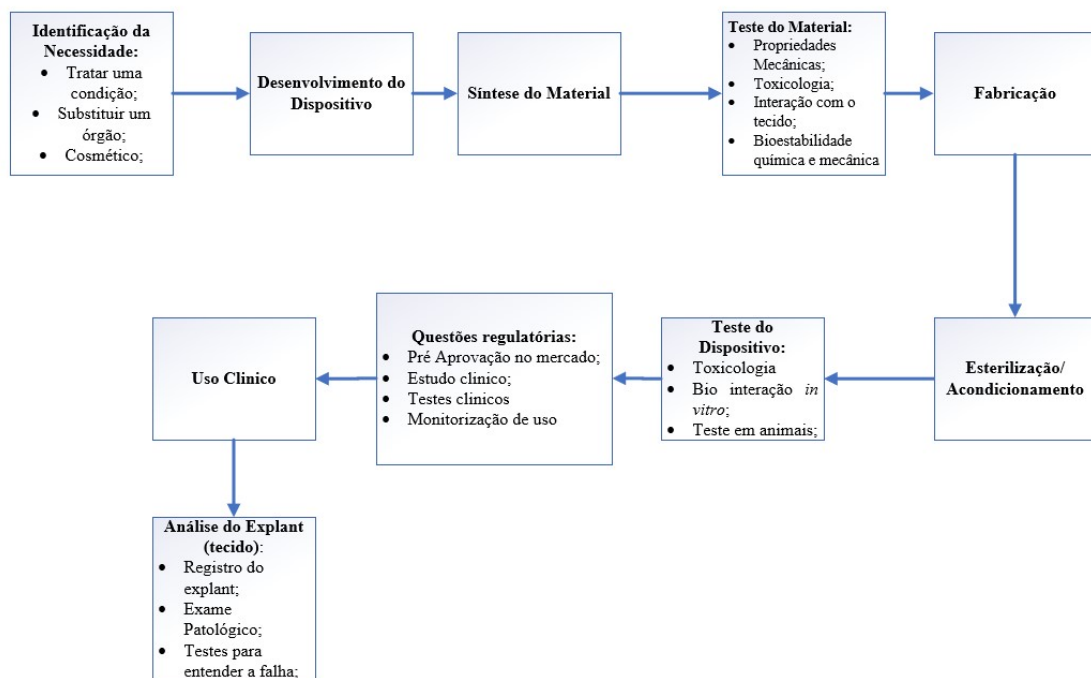 Identificação da
Necessidade:
• Tratar uma
condição;
• Substituir um
órgão;
• Cosmético;
Desenvolvimento do
Dispositivo
Síntese do Material
Teste do Material:
• Propriedades
Mecânicas;
• Toxicologia;
• Interação com o
tecido;
• Bioestabilidade
química e mecânica
Fabricação
Esterilização/
Acondicionamento
Teste do
Dispositivo:
• Toxicologia
• Bio interação in
vitro;
• Teste em animais;
Questões regulatórias:
• Pré Aprovação no mercado;
• Estudo clinico;
• Testes clinicos
• Monitorização de uso
Uso Clinico
Análise do Explant
(tecido):
• Registro do
explant;
• Exame
Patológico;
• Testes para
entender a falha;